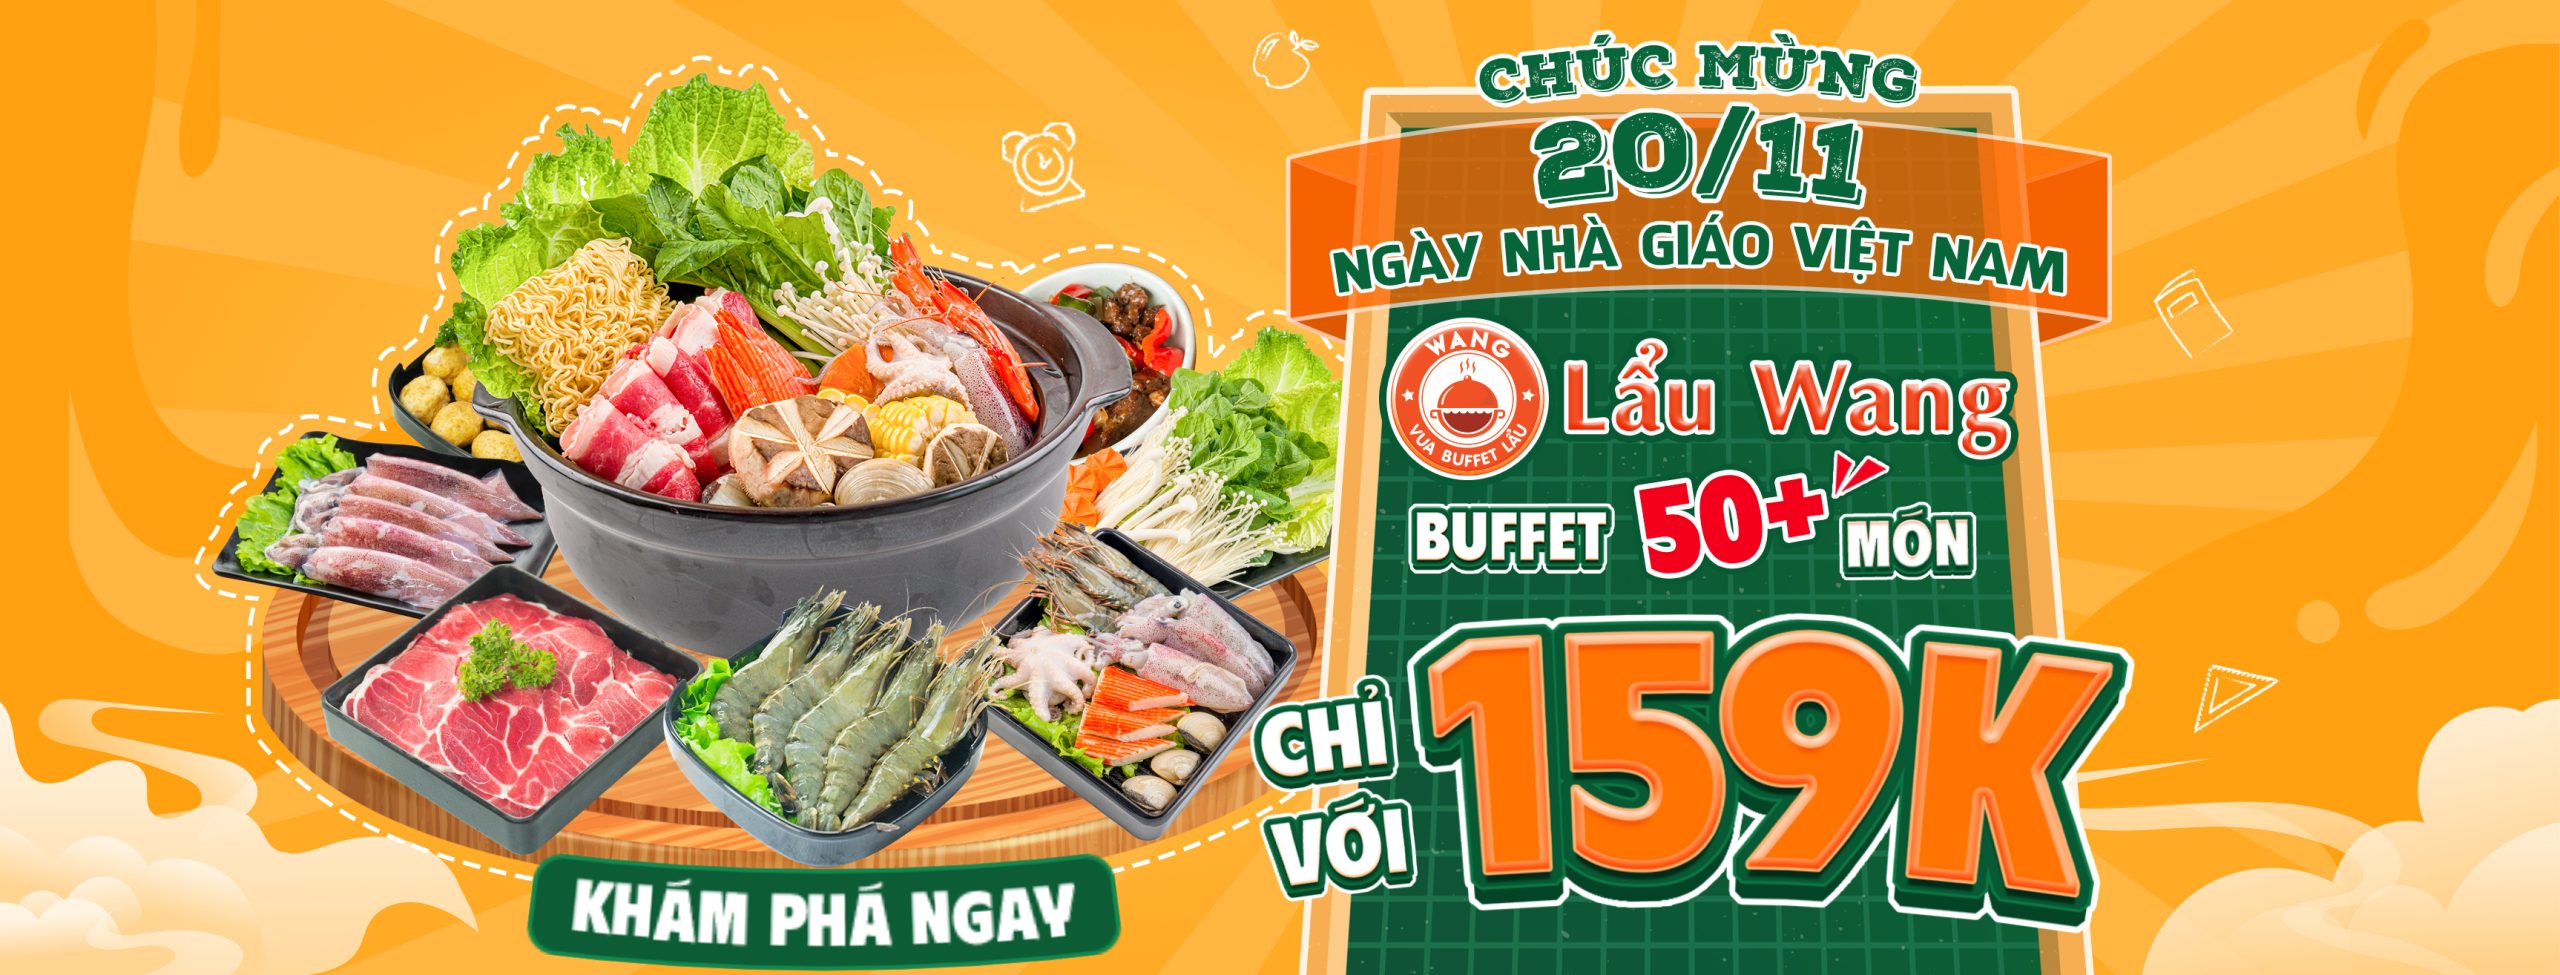 CHÚC MỪNG
20/11
NGÀY NHÀ GIÁO VIỆT NAM
WANG
VUA BUFFET LẨU
Lẩu Wang
BUFFET 50+ MÓN
CHỈ VỚI 159K
KHÁM PHÁ NGAY